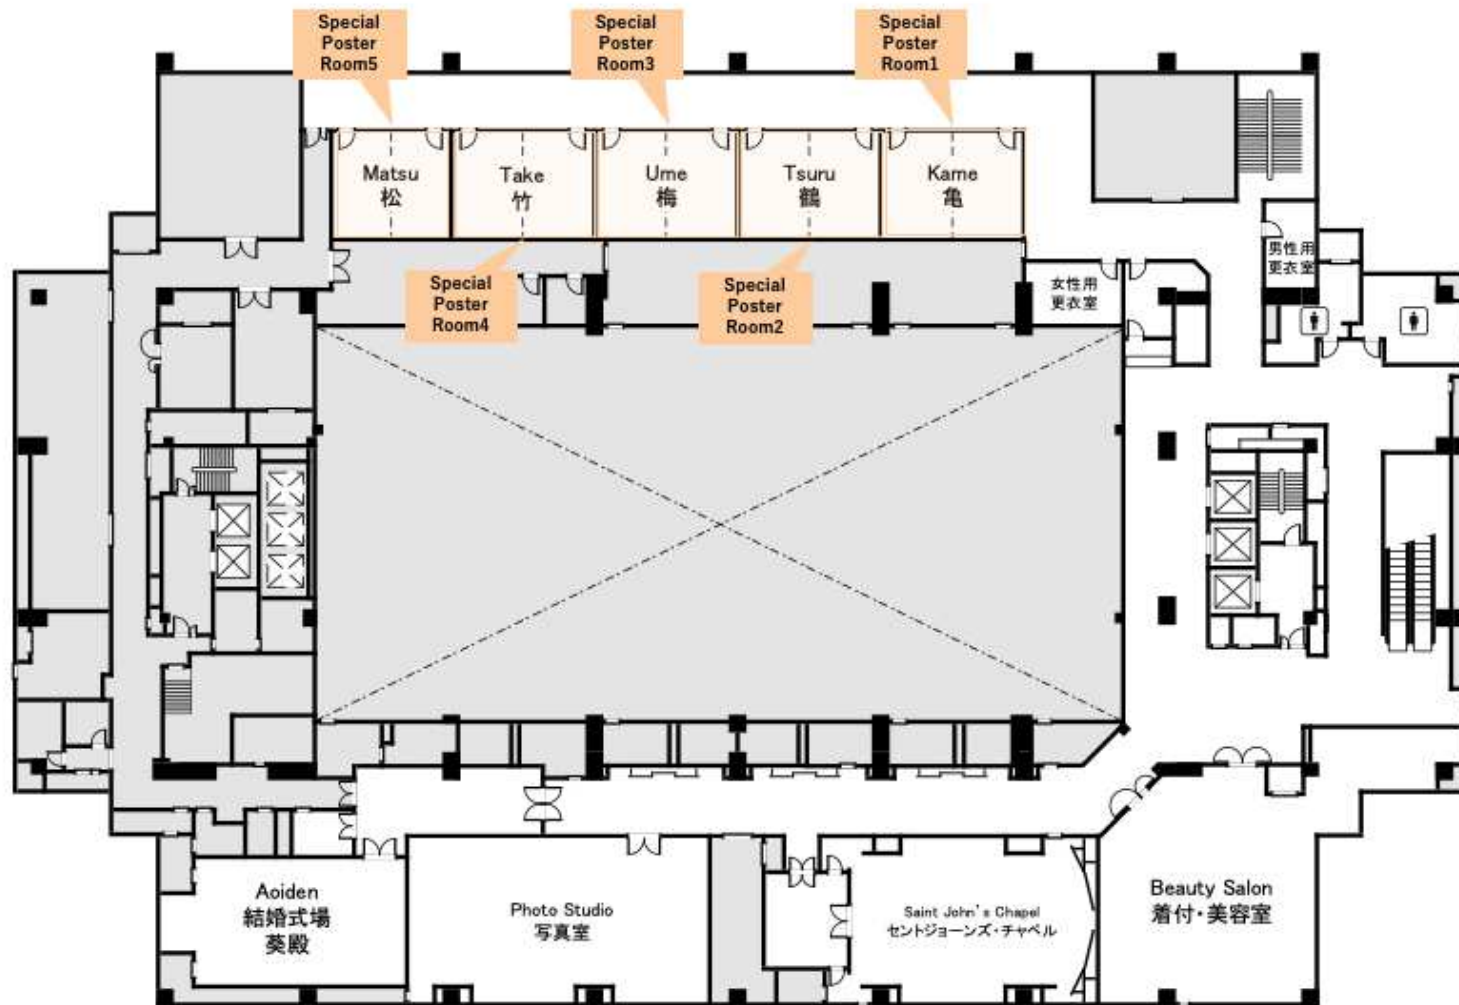 Special
Poster
Room5
Special
Poster
Room3
Special
Poster
Room1
Matsu
松
Take
竹
Ume
梅
Tsuru
鶴
Kame
亀
男性用
更衣室
Special
Poster
Room4
Special
Poster
Room2
女性用
更衣室
Aoiden
結婚式場
葵殿
Photo Studio
写真室
Saint John's Chapel
セントジョーンズ・チャペル
Beauty Salon
着付・美容室